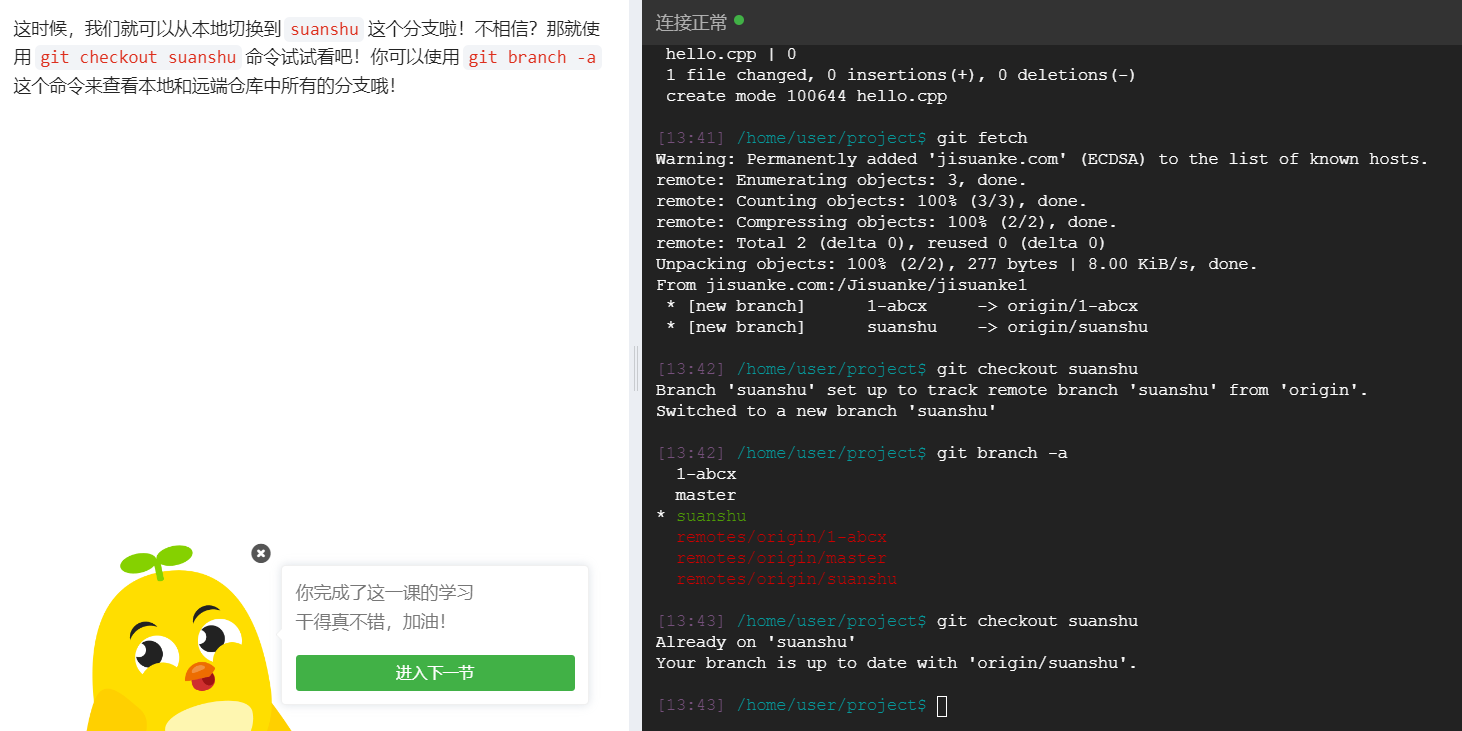 这时候，我们就可以从本地切换到 suanshu 这个分支啦！不相信？那就使
用 git checkout suanshu 命令试试看吧！你可以使用 git branch -a
这个命令来查看本地和远端仓库中所有的分支哦！
你完成了这一课的学习
干得真不错，加油！
进入下一节
连接正常
hello.cpp | 0
1 file changed, 0 insertions(+), 0 deletions(-)
create mode 100644 hello.cpp
[13:41] /home/user/project$ git fetch
Warning: Permanently added 'jisuanke.com' (ECDSA) to the list of known hosts.
remote: Enumerating objects: 3, done.
remote: Counting objects: 100% (3/3), done.
remote: Compressing objects: 100% (2/2), done.
remote: Total 2 (delta 0), reused 0 (delta 0)
Unpacking objects: 100% (2/2), 277 bytes | 8.00 KiB/s, done.
From jisuanke.com:/Jisuanke/jisuanke1
* [new branch] 1-abcx -> origin/1-abcx
* [new branch] suanshu -> origin/suanshu
[13:42] /home/user/project$ git checkout suanshu
Branch 'suanshu' set up to track remote branch 'suanshu' from 'origin'.
Switched to a new branch 'suanshu'
[13:42] /home/user/project$ git branch -a
1-abcx
master
* suanshu
remotes/origin/1-abcx
remotes/origin/master
remotes/origin/suanshu
[13:43] /home/user/project$ git checkout suanshu
Already on 'suanshu'
Your branch is up to date with 'origin/suanshu'.
[13:43] /home/user/project$